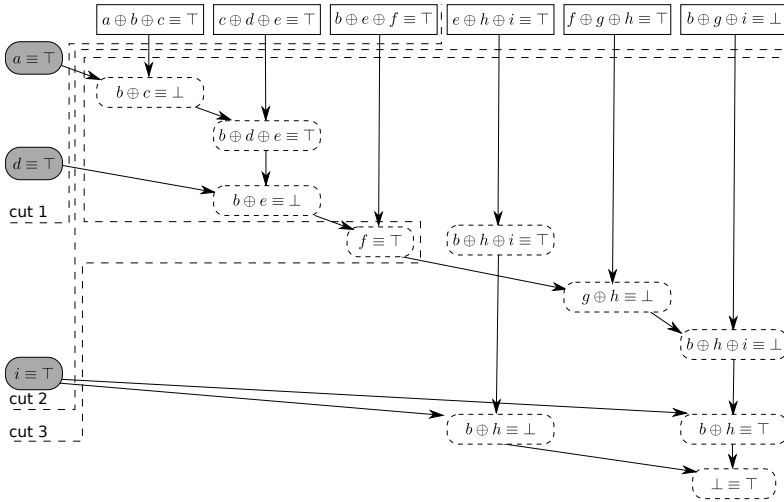 a ⊕ b ⊕ c ≡ ⊤
c ⊕ d ⊕ e ≡ ⊤
b ⊕ e ⊕ f ≡ ⊤
e ⊕ h ⊕ i ≡ ⊤
f ⊕ g ⊕ h ≡ ⊤
b ⊕ g ⊕ i ≡ ⊥
a ≡ ⊤
b ⊕ c ≡ ⊥
b ⊕ d ⊕ e ≡ ⊤
d ≡ ⊤
b ⊕ e ≡ ⊥
cut 1
f ≡ ⊤
b ⊕ h ⊕ i ≡ ⊤
g ⊕ h ≡ ⊥
b ⊕ h ⊕ i ≡ ⊥
i ≡ ⊤
cut 2
cut 3
b ⊕ h ≡ ⊥
b ⊕ h ≡ ⊤
⊥ ≡ ⊤